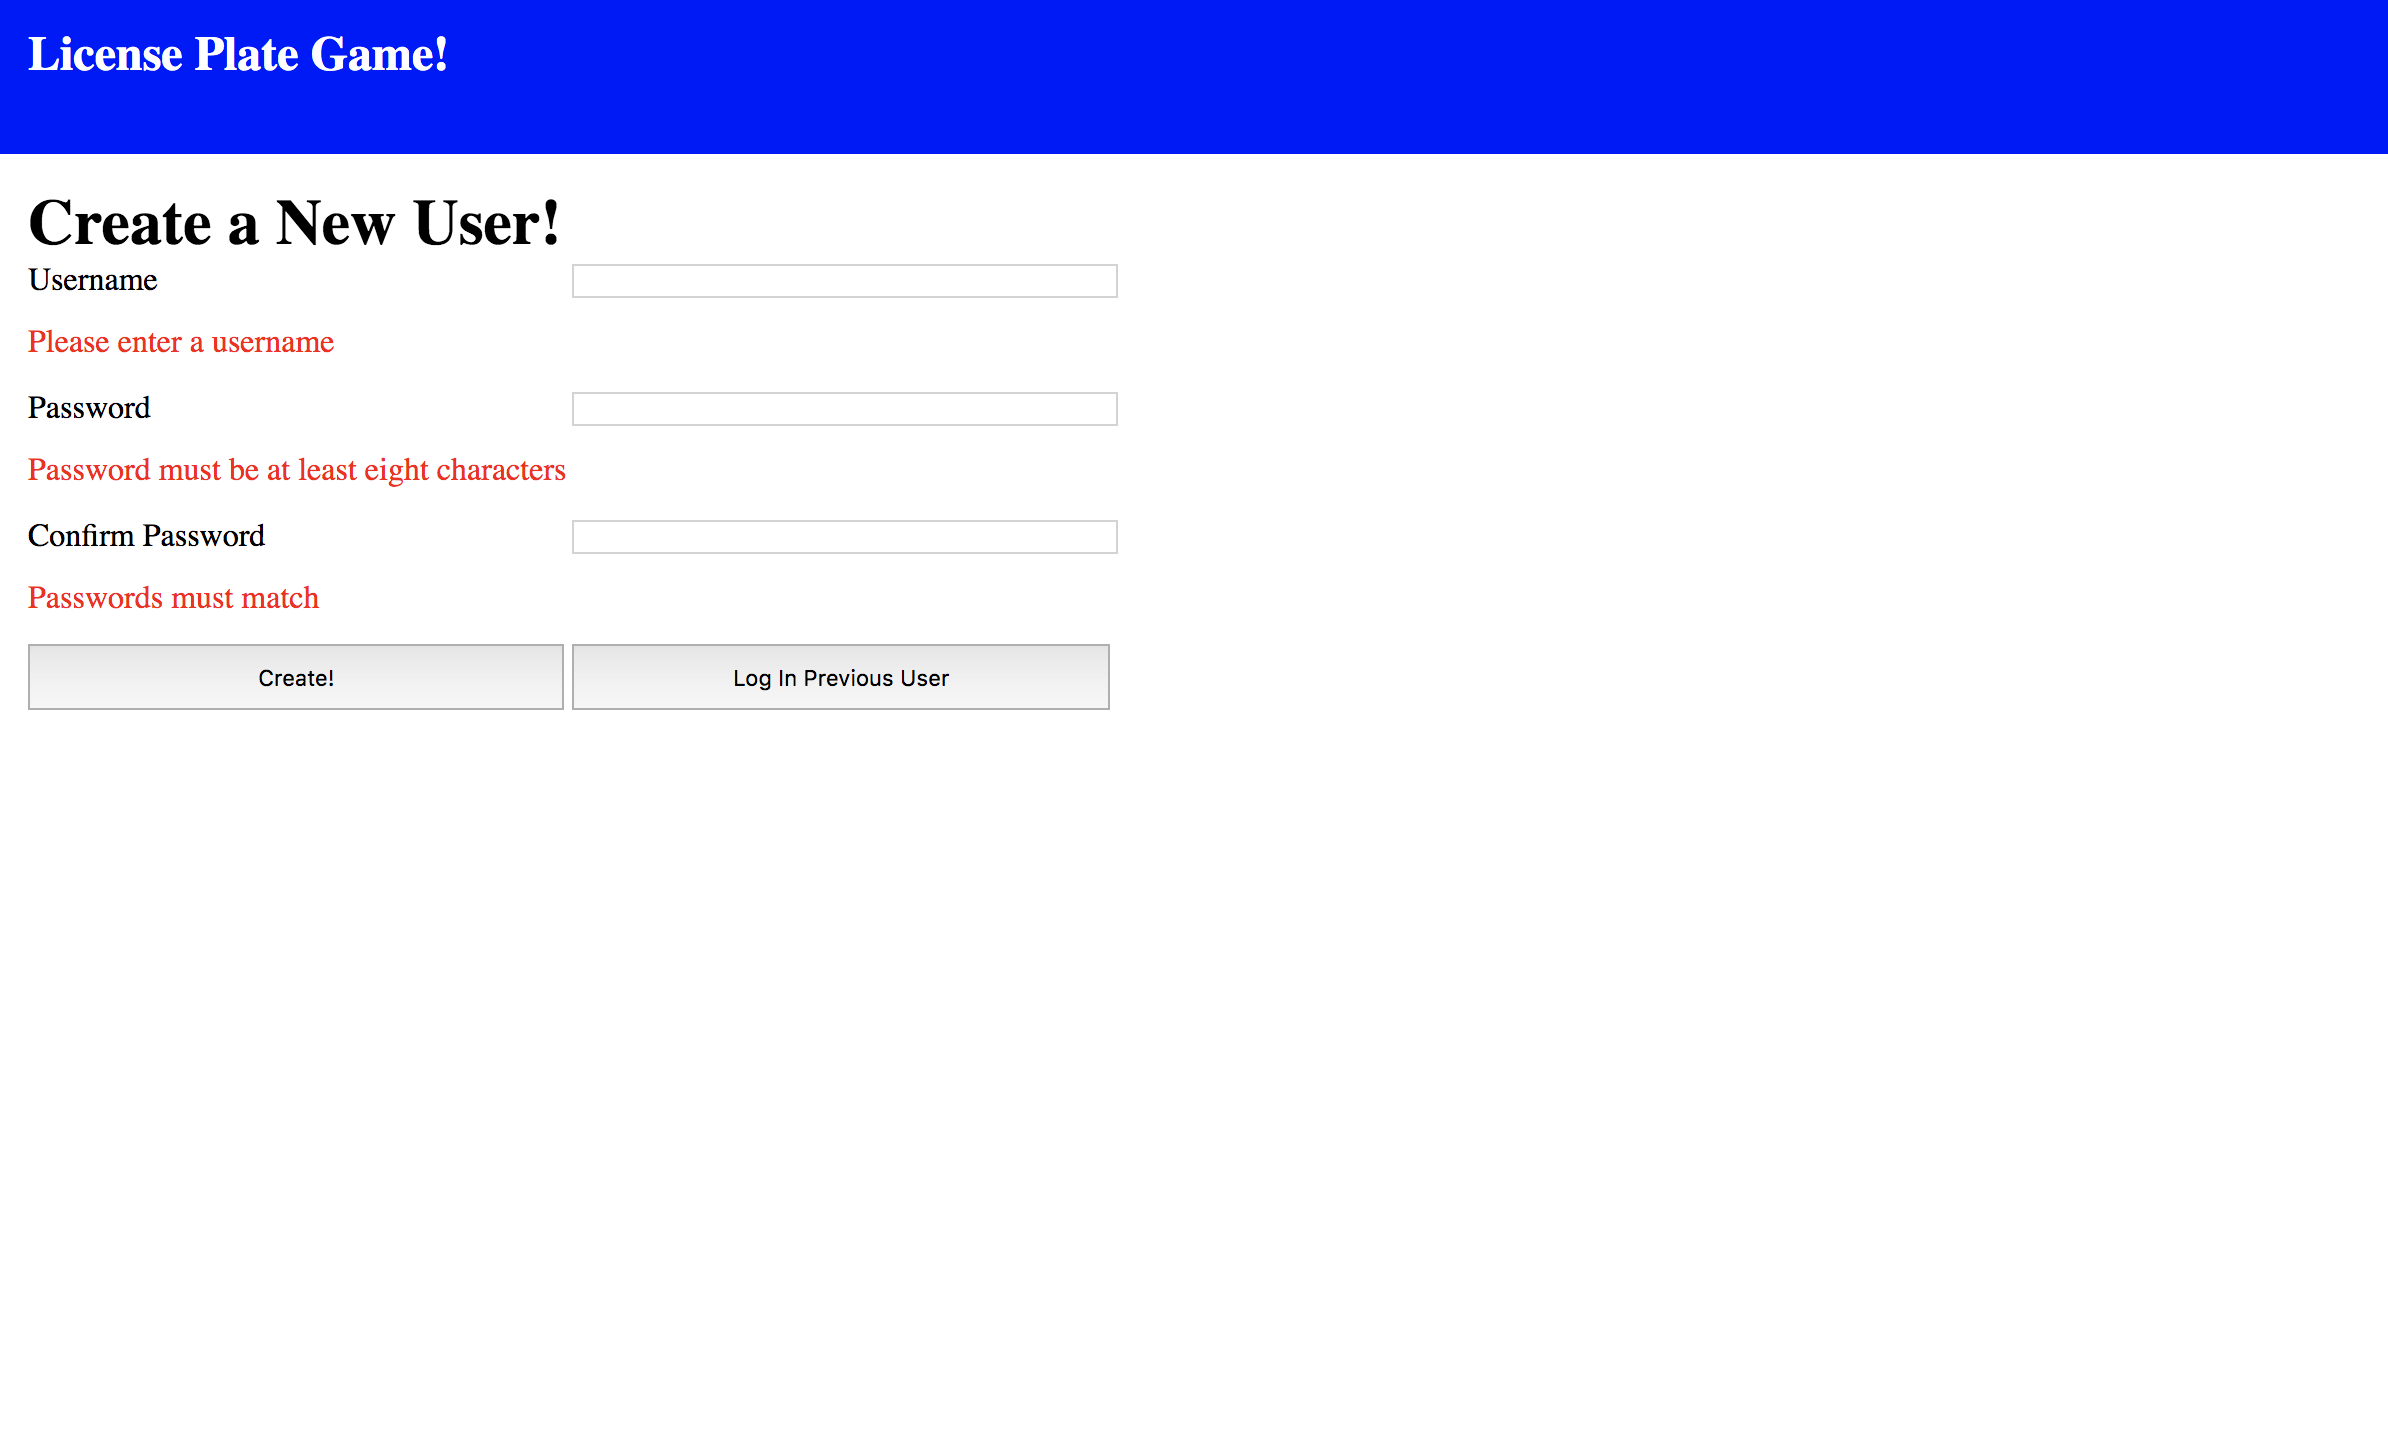 License Plate Game!
Create a New User!
Username
Please enter a username
Password
Password must be at least eight characters
Confirm Password
Passwords must match
Create!
Log In Previous User